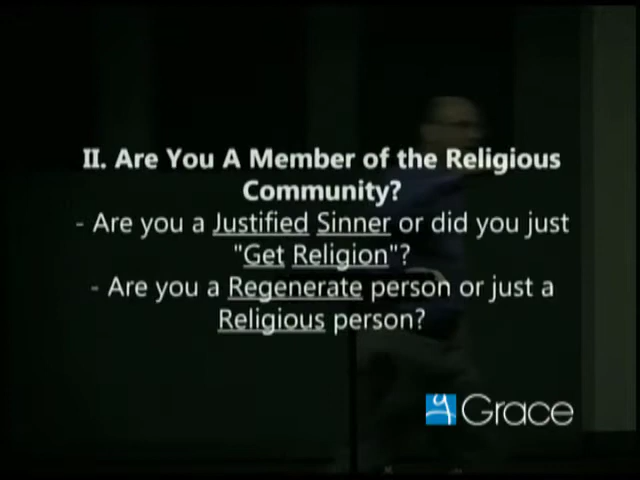 II. Are You A Member of the Religious
Community?
- Are you a Justified Sinner or did you just
"Get Religion"?
- Are you a Regenerate person or just a
Religious person?
Grace